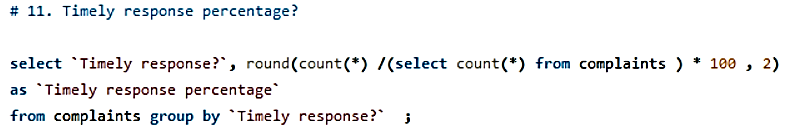 # 11. Timely response percentage?
select `Timely response?`, round(count(*) /(select count(*) from complaints ) * 100 , 2)
as `Timely response percentage`
from complaints group by `Timely response?`  ;